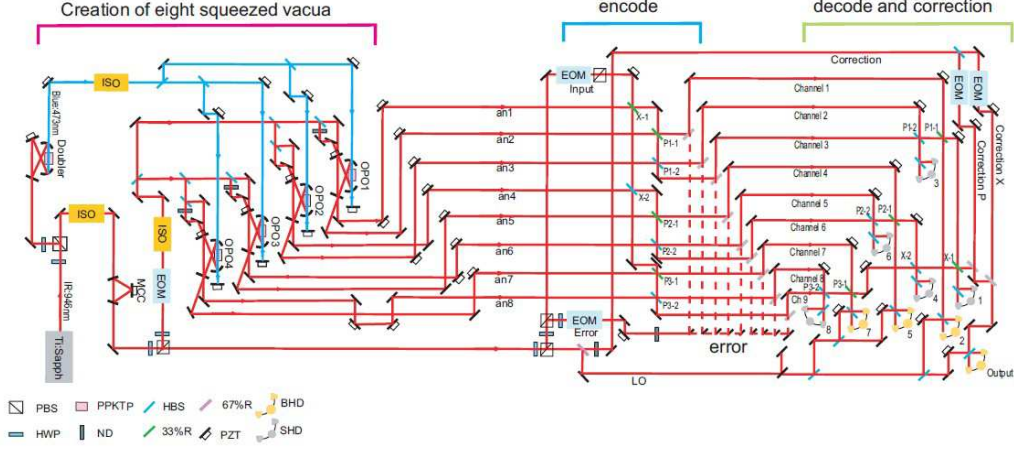 Creation of eight squeezed vacua
encode
decode and correction
ISO
Blue:473nm
Doubler
ISO
IR:946nm
Ti:Sapph
MCC
ISO
EOM
OPO1
OPO2
OPO3
OPO4
an1
an2
an3
an4
an5
an6
an7
an8
EOM
Input
X-1
P1-1
P1-2
X-2
P2-1
P2-2
P3-1
P3-2
EOM
Error
error
LO
Correction
Channel 1
Channel 2
Channel 3
Channel 4
Channel 5
Channel 6
Channel 7
Channel 8
Ch 9
EOM
EOM
Correction X
Correction P
P1-2
P1-1
3
P2-2
P2-1
6
X-2
X-1
4
1
P3-2
P3-1
8
7
5
2
Output
PBS
PPKTP
HBS
67%R
BHD
HWP
ND
33%R
PZT
SHD